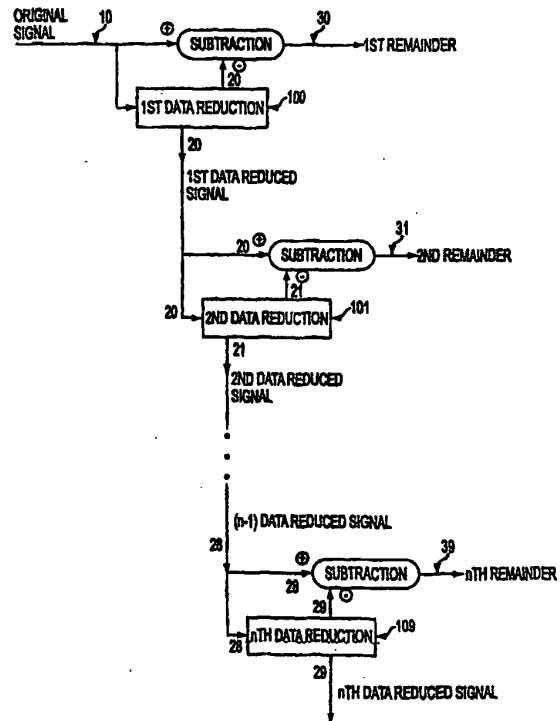 ORIGINAL
SIGNAL
10
⊕
SUBTRACTION
30
1ST REMAINDER
20
⊖
1ST DATA REDUCTION
100
20
1ST DATA REDUCED
SIGNAL
20
⊕
SUBTRACTION
31
2ND REMAINDER
21
⊖
20
2ND DATA REDUCTION
101
21
2ND DATA REDUCED
SIGNAL
(n-1) DATA REDUCED SIGNAL
28
28
⊕
SUBTRACTION
39
nTH REMAINDER
29
⊖
28
nTH DATA REDUCTION
109
29
nTH DATA REDUCED SIGNAL